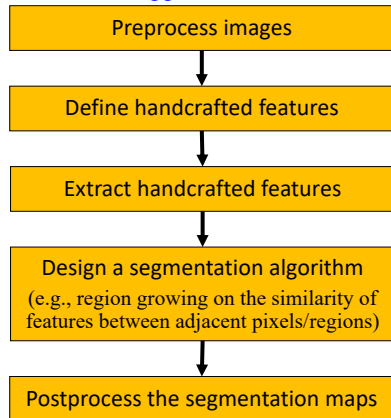 Preprocess images
Define handcrafted features
Extract handcrafted features
Design a segmentation algorithm
(e.g., region growing on the similarity of
features between adjacent pixels/regions)
Postprocess the segmentation maps